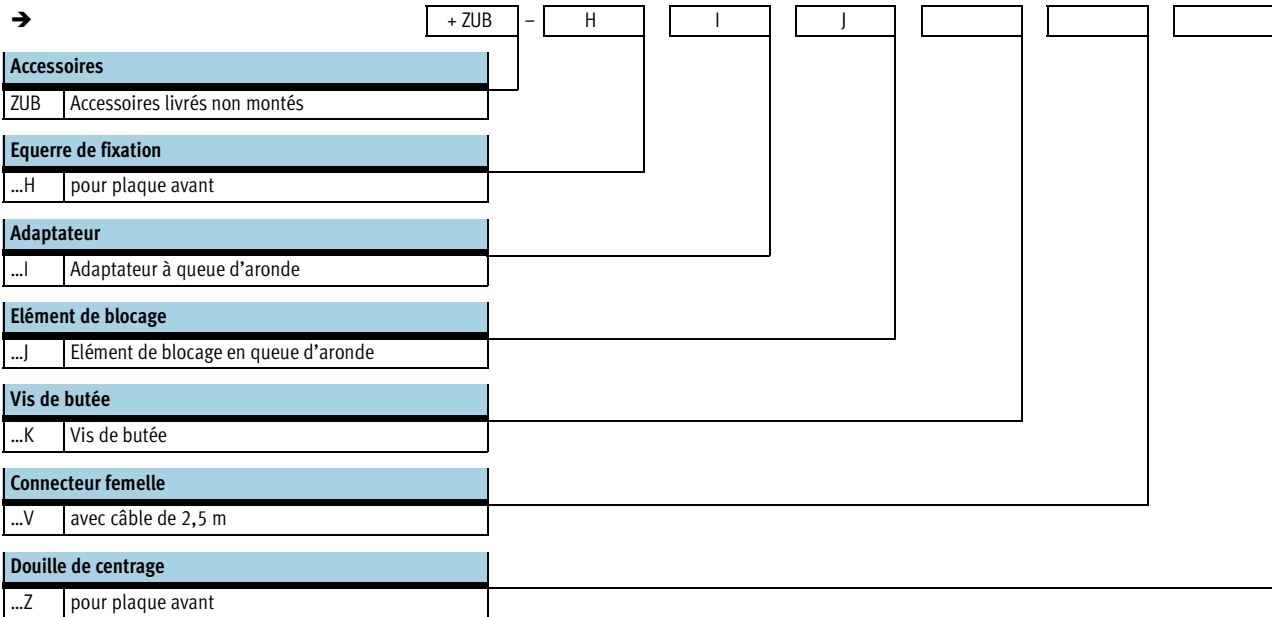 ➔ + ZUB – H I J
Accessoires
ZUB Accessoires livrés non montés
Equerre de fixation
…H pour plaque avant
Adaptateur
…I Adaptateur à queue d’aronde
Elément de blocage
…J Elément de blocage en queue d’aronde
Vis de butée
…K Vis de butée
Connecteur femelle
…V avec câble de 2,5 m
Douille de centrage
…Z pour plaque avant